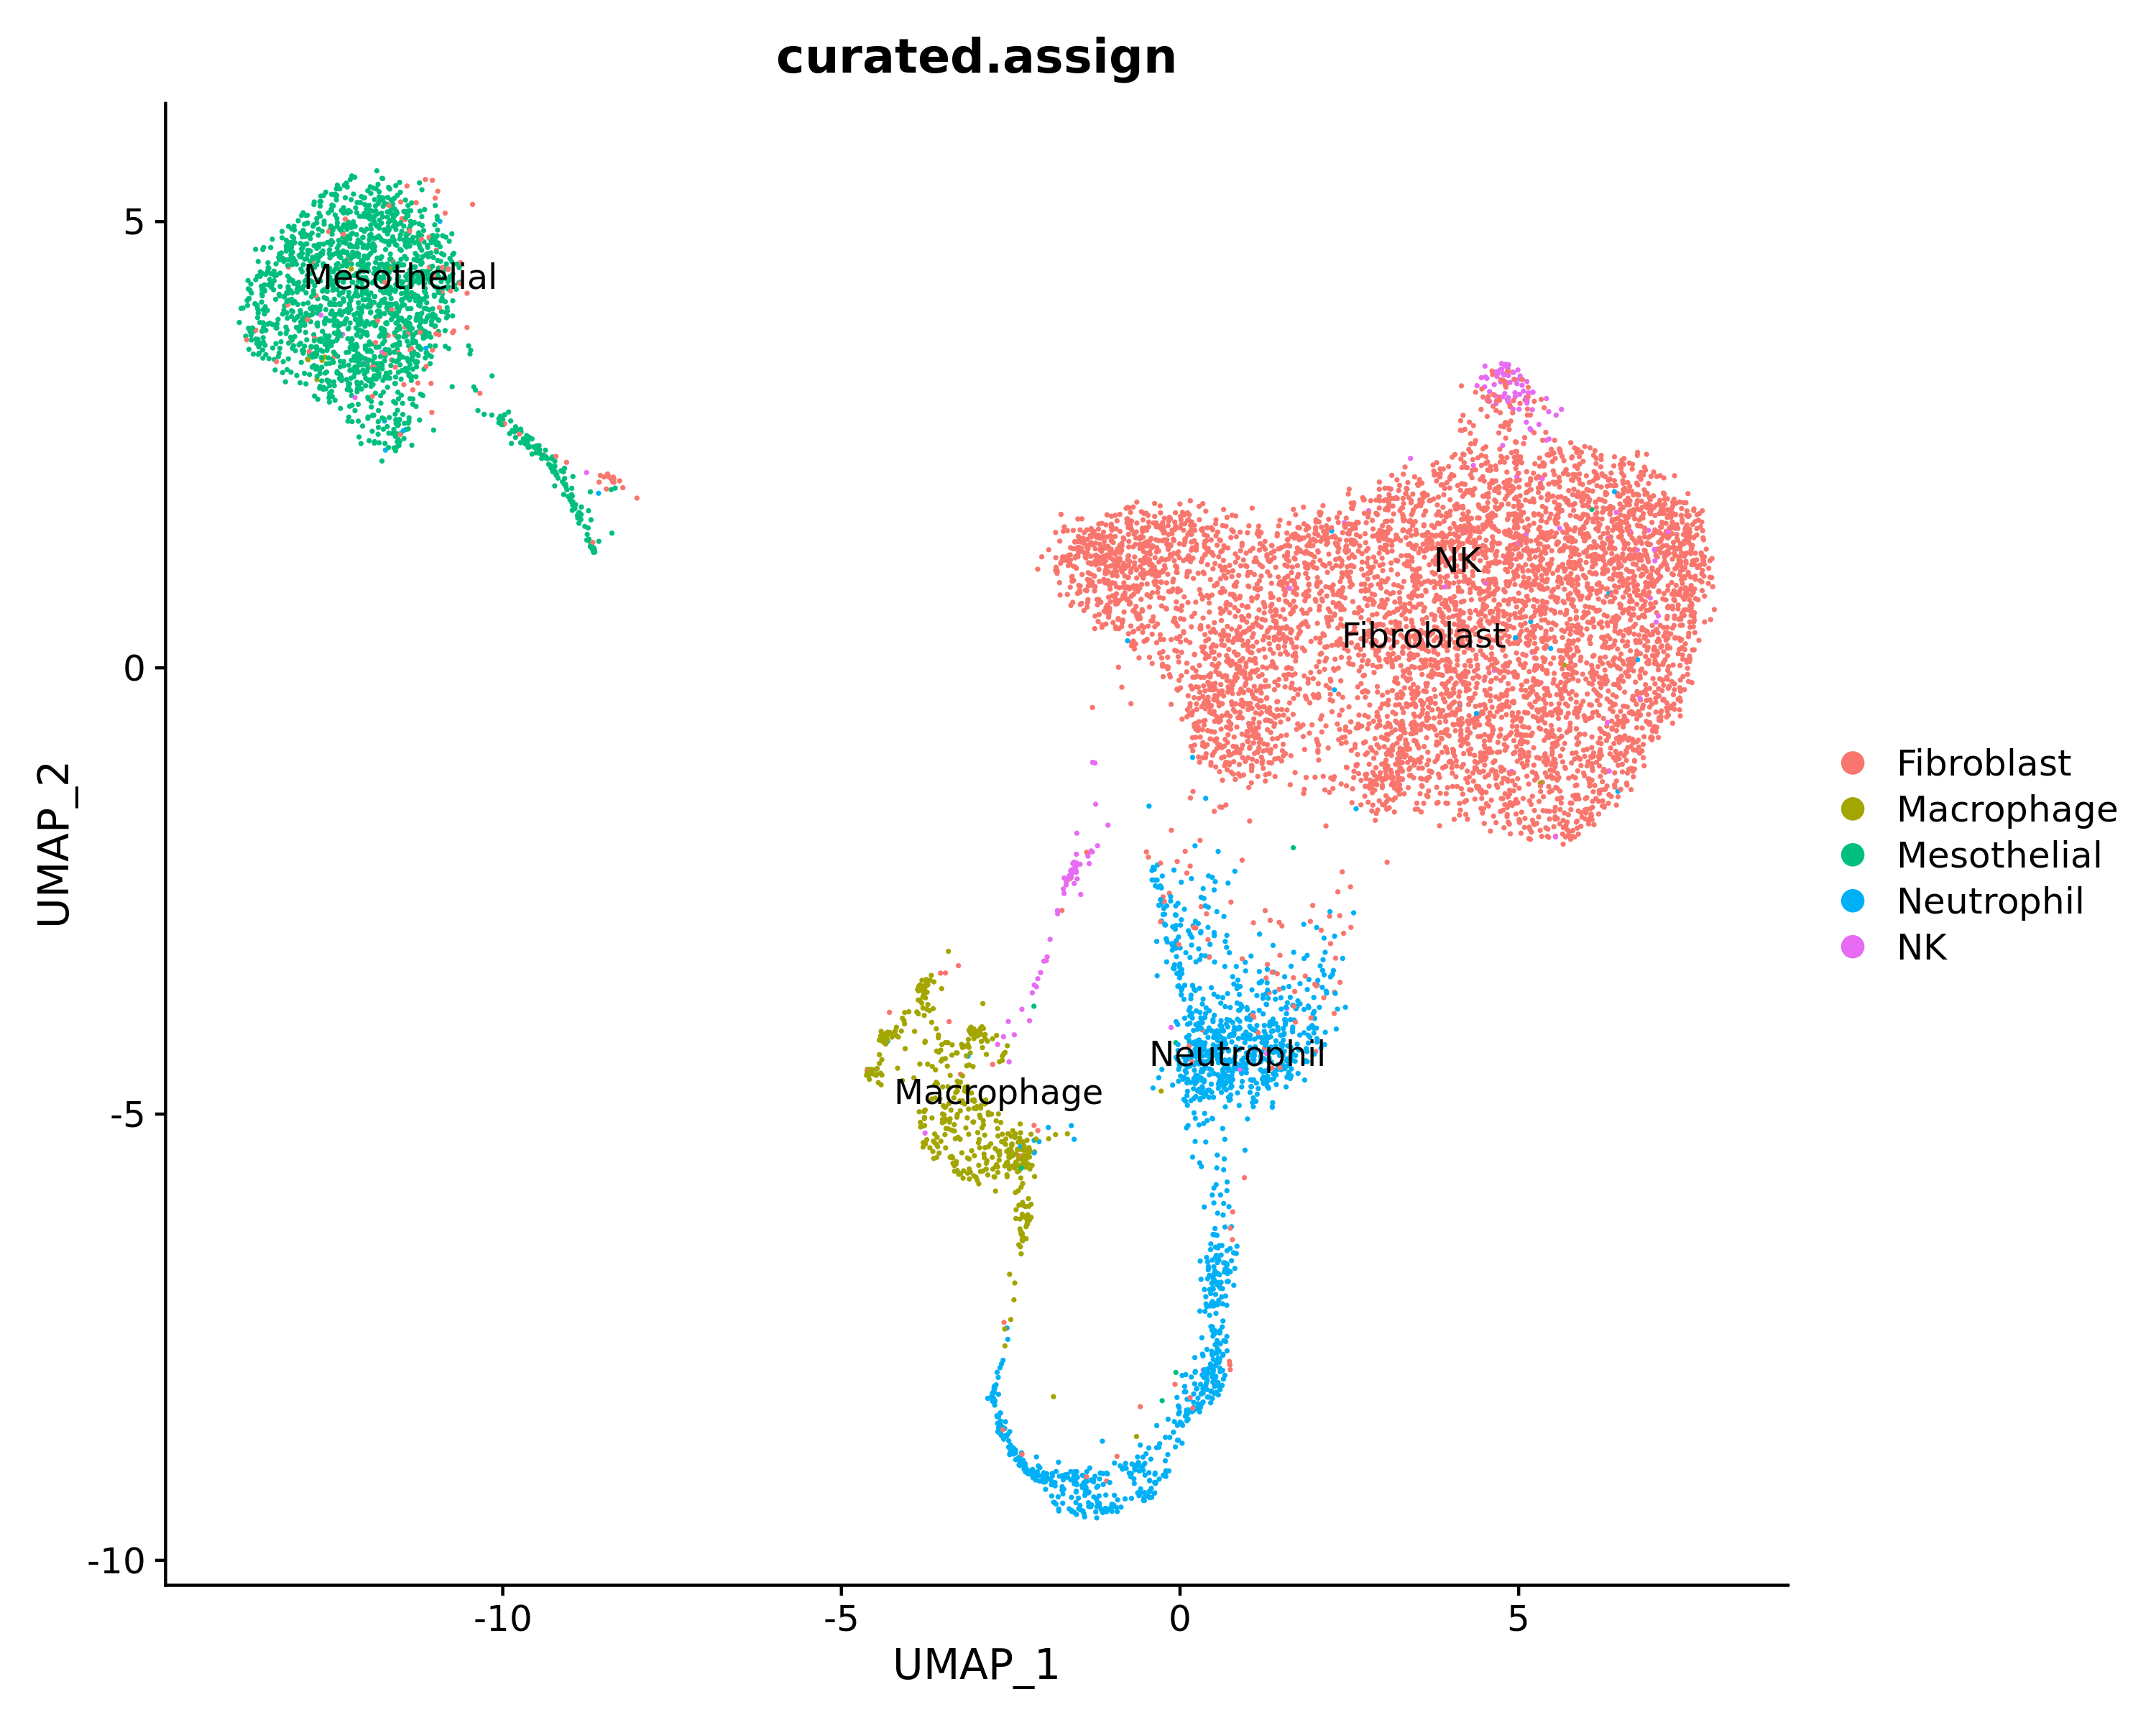 curated.assign
5
0
-5
-10
UMAP_2
Mesothelial
NK
Fibroblast
Neutrophil
Macrophage
-10
-5
0
5
UMAP_1
Fibroblast
Macrophage
Mesothelial
Neutrophil
NK